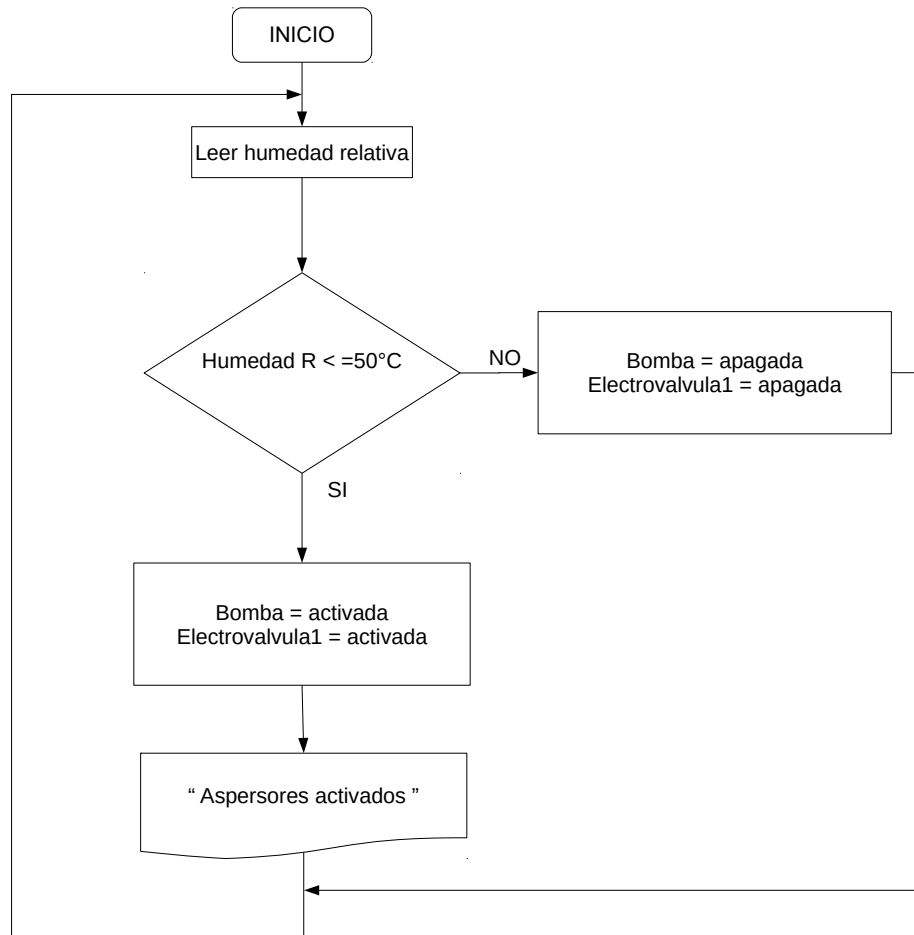 INICIO
Leer humedad relativa
Humedad R < =50°C
NO
Bomba = apagada
Electrovalvula1 = apagada
SI
Bomba = activada
Electrovalvula1 = activada
“ Aspersores activados ”